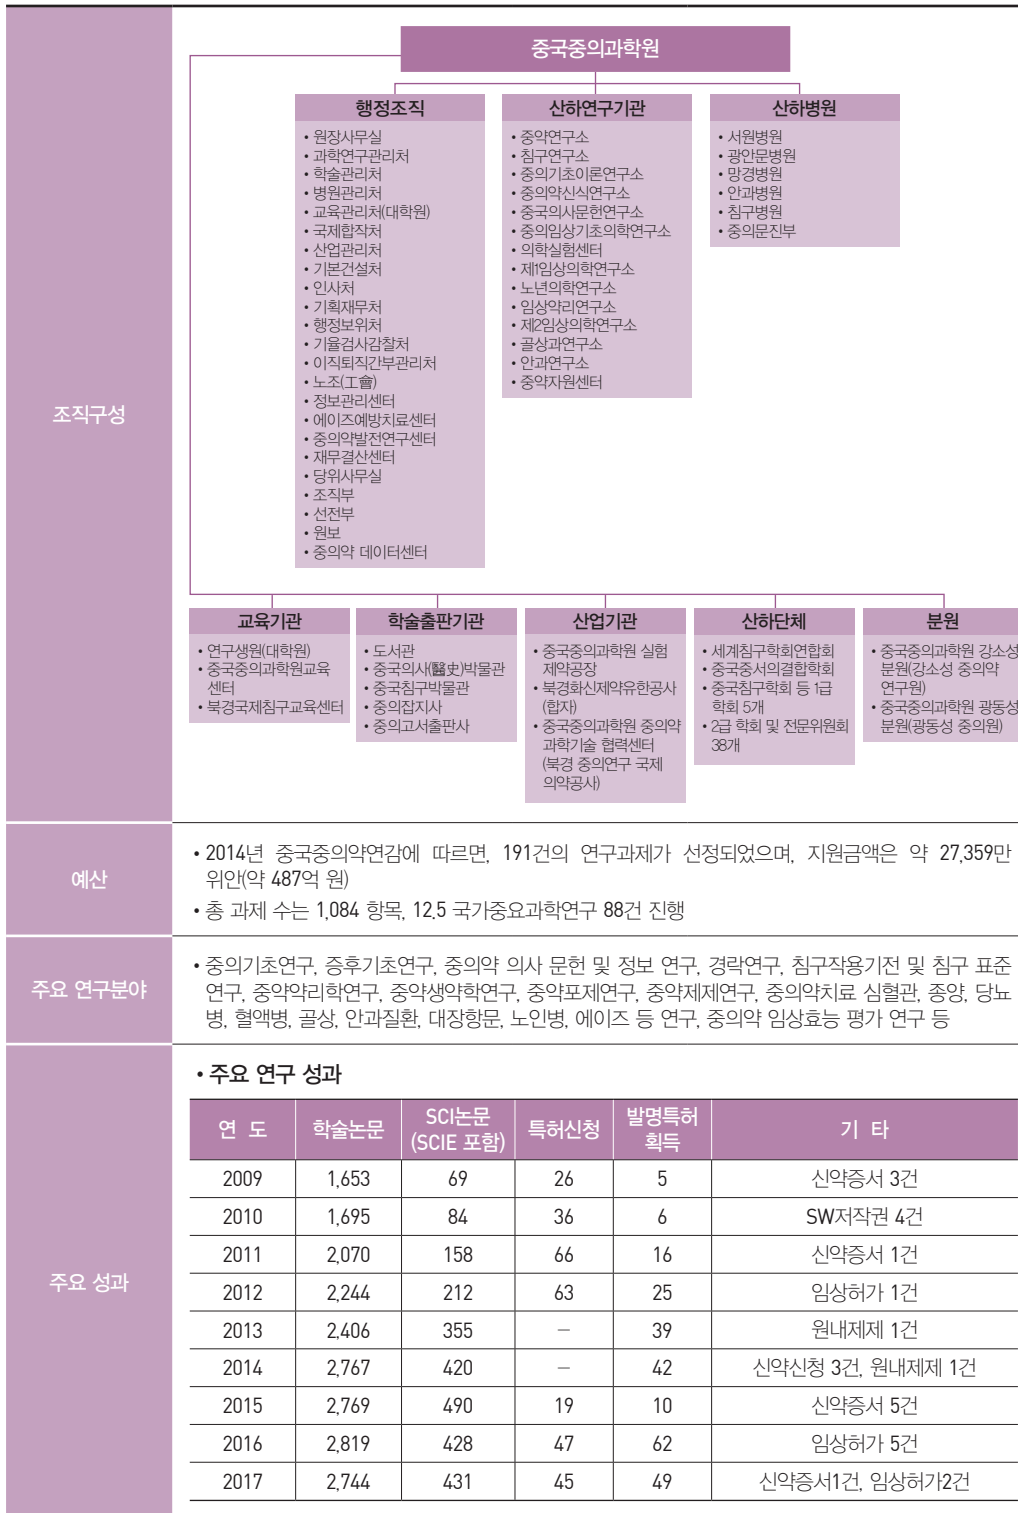 조직구성
중국중의과학원
행정조직
• 원장사무실
• 과학연구관리처
• 학술관리처
• 병원관리처
• 교육관리처(대학원)
• 국제합작처
• 산업관리처
• 기본건설처
• 인사처
• 기획재무처
• 행정보위처
• 기율검사감찰처
• 이직퇴직간부관리처
• 노조(工會)
• 정보관리센터
• 에이즈예방치료센터
• 중의약발전연구센터
• 재무결산센터
• 당위사무실
• 조직부
• 선전부
• 원보
• 중의약 데이터센터
산하연구기관
• 중약연구소
• 침구연구소
• 중의기초이론연구소
• 중의약신식연구소
• 중국의사문헌연구소
• 중의임상기초의학연구소
• 의학실험센터
• 제1임상의학연구소
• 노년의학연구소
• 임상약리연구소
• 제2임상의학연구소
• 골상과연구소
• 안과연구소
• 중약자원센터
산하병원
• 서원병원
• 광안문병원
• 망경병원
• 안과병원
• 침구병원
• 중의문진부
교육기관
• 연구생원(대학원)
• 중국중의과학원교육
센터
• 북경국제침구교육센터
학술출판기관
• 도서관
• 중국의사(醫史)박물관
• 중국침구박물관
• 중의잡지사
• 중의고서출판사
산업기관
• 중국중의과학원 실험
제약공장
• 북경화신제약유한공사
(합자)
• 중국중의과학원 중의약
과학기술 협력센터
(북경 중의연구 국제
의약공사)
산하단체
• 세계침구학회연합회
• 중국중서의결합학회
• 중국침구학회 등 1급
학회 5개
• 2급 학회 및 전문위원회
38개
분원
• 중국중의과학원 강소성
분원(강소성 중의약
연구원)
• 중국중의과학원 광동성
분원(광동성 중의원)
예산
• 2014년 중국중의약연감에 따르면, 191건의 연구과제가 선정되었으며, 지원금액은 약 27,359만
위안(약 487억 원)
• 총 과제 수는 1,084 항목, 12.5 국가중요과학연구 88건 진행
주요 연구분야
• 중의기초연구, 증후기초연구, 중의약 의사 문헌 및 정보 연구, 경락연구, 침구작용기전 및 침구 표준
연구, 중약약리학연구, 중약생약학연구, 중약포제연구, 중약제제연구, 중의약치료 심혈관, 종양, 당뇨
병, 혈액병, 골상, 안과질환, 대장항문, 노인병, 에이즈 등 연구, 중의약 임상효능 평가 연구 등
주요 성과
• 주요 연구 성과
연 도 학술논문 SCI논문 (SCIE 포함) 특허신청 발명특허 획득 기 타
2009 1,653 69 26 5 신약증서 3건
2010 1,695 84 36 6 SW저작권 4건
2011 2,070 158 66 16 신약증서 1건
2012 2,244 212 63 25 임상허가 1건
2013 2,406 355 – 39 원내제제 1건
2014 2,767 420 – 42 신약신청 3건, 원내제제 1건
2015 2,769 490 19 10 신약증서 5건
2016 2,819 428 47 62 임상허가 5건
2017 2,744 431 45 49 신약증서1건, 임상허가2건